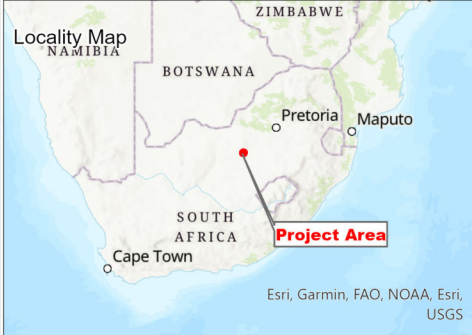 ZIMBABWE
Locality Map
NAMIBIA
BOTSWANA
Pretoria
Maputo
SOUTH
AFRICA
Project Area
Cape Town
Esri, Garmin, FAO, NOAA, Esri,
USGS